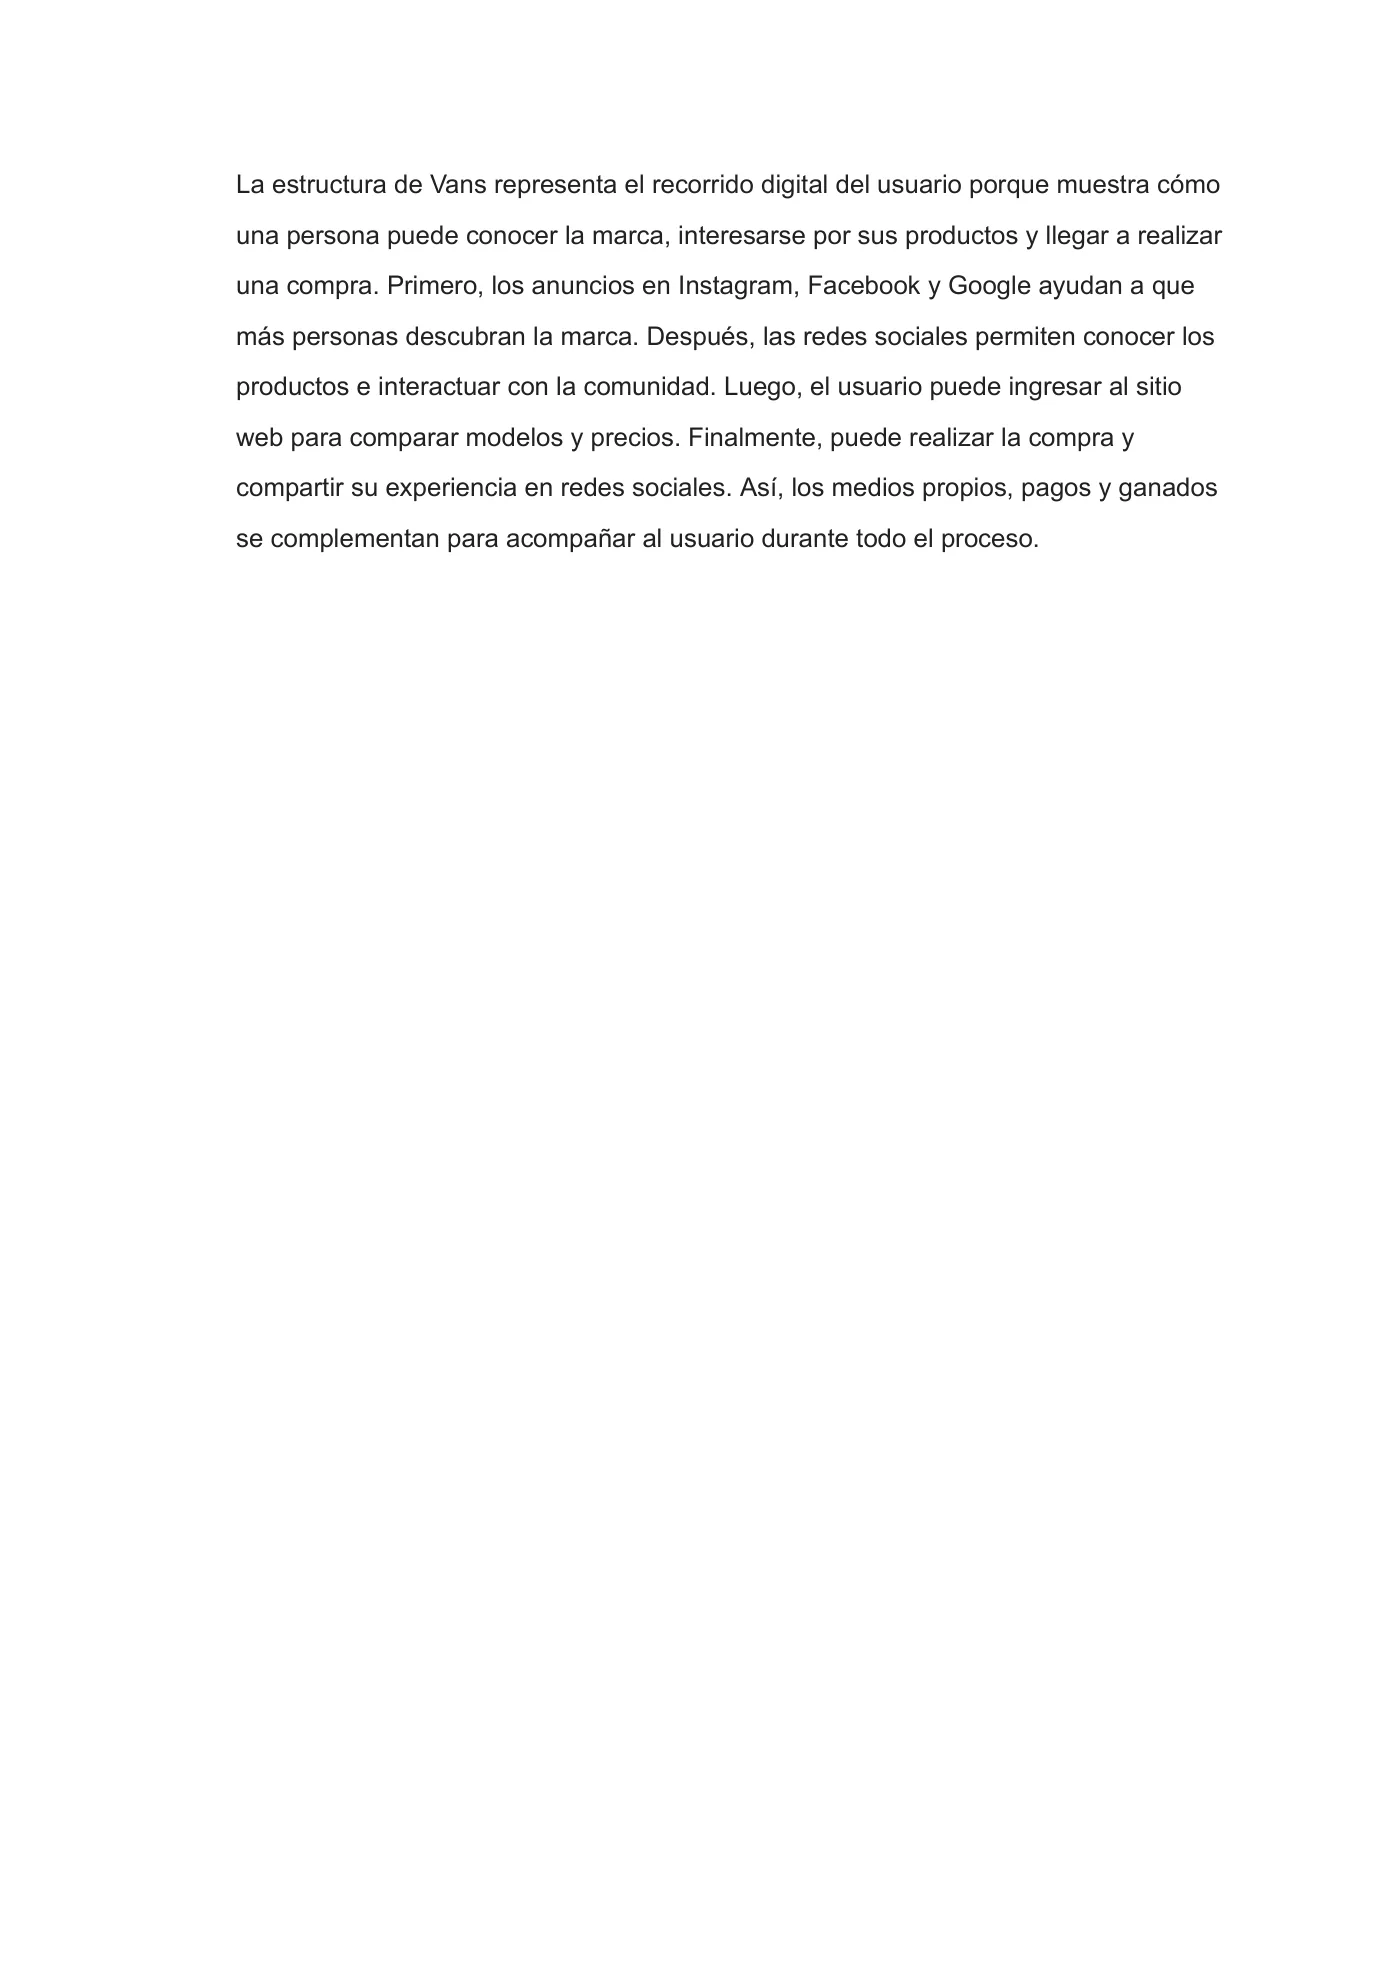 La estructura de Vans representa el recorrido digital del usuario porque muestra cómo
una persona puede conocer la marca, interesarse por sus productos y llegar a realizar
una compra. Primero, los anuncios en Instagram, Facebook y Google ayudan a que
más personas descubran la marca. Después, las redes sociales permiten conocer los
productos e interactuar con la comunidad. Luego, el usuario puede ingresar al sitio
web para comparar modelos y precios. Finalmente, puede realizar la compra y
compartir su experiencia en redes sociales. Así, los medios propios, pagos y ganados
se complementan para acompañar al usuario durante todo el proceso.